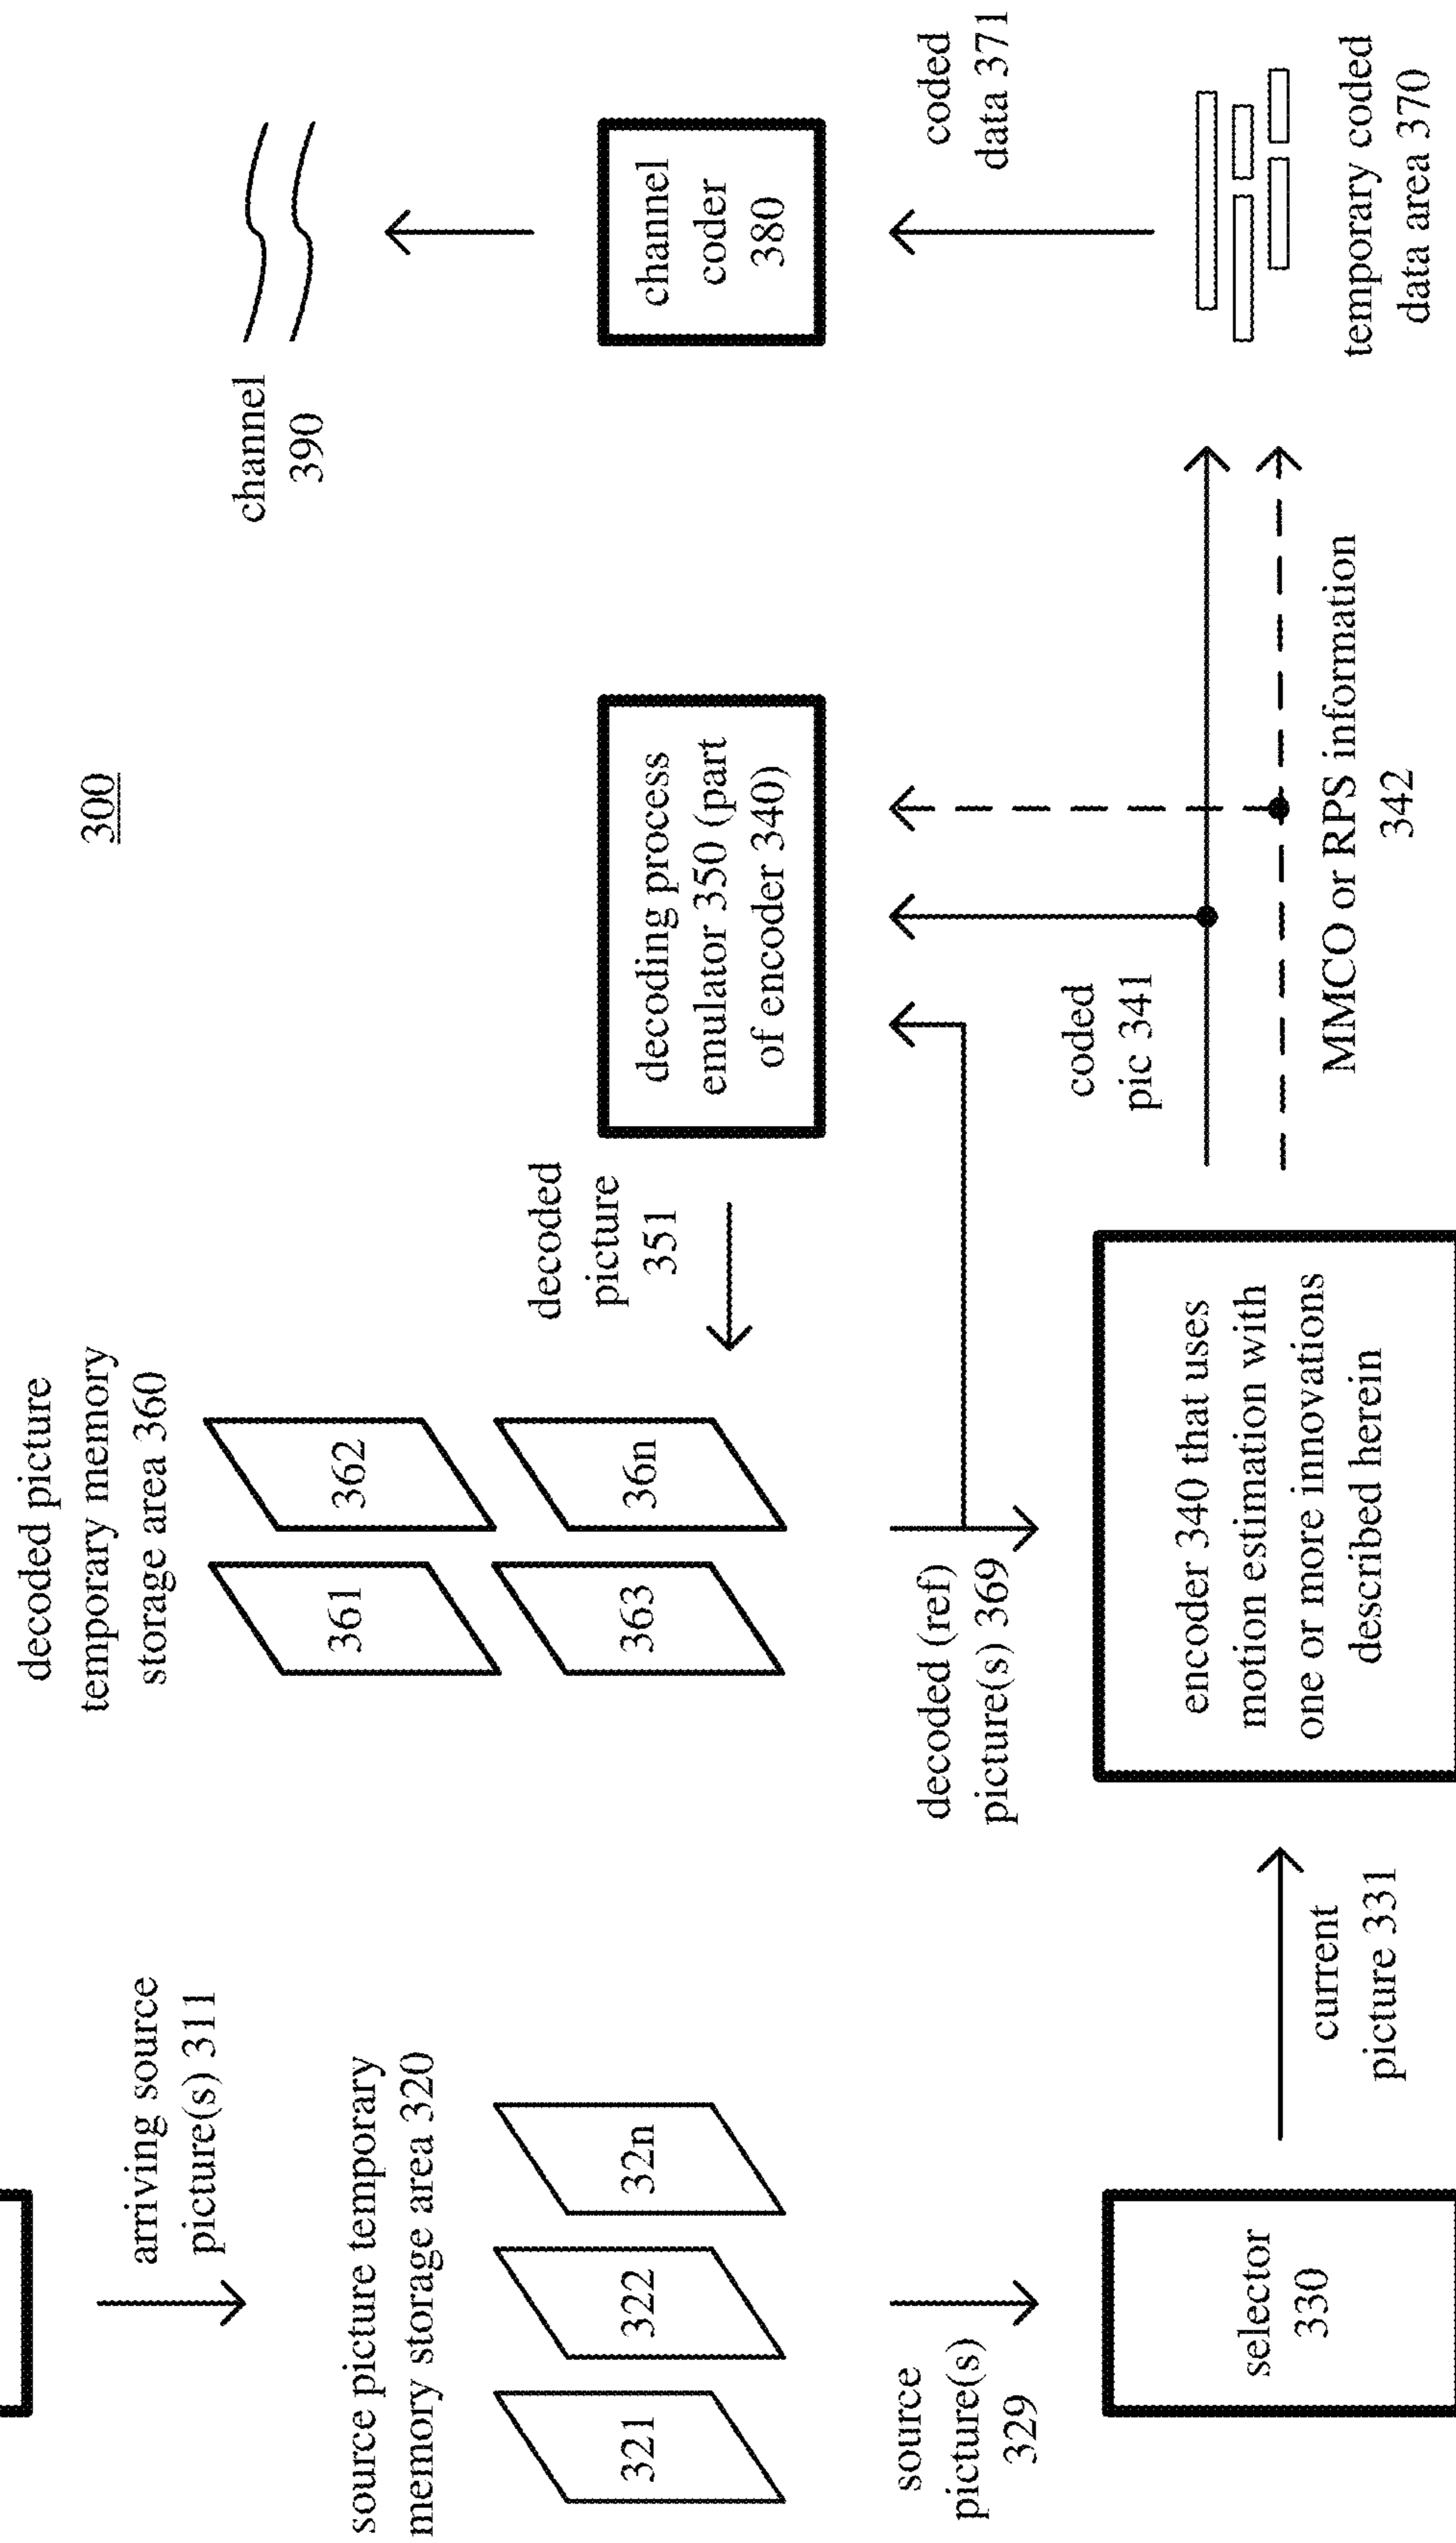 300
arriving source
picture(s) 311
source picture temporary
memory storage area 320
321
322
32n
source
picture(s)
329
selector
330
current
picture 331
decoded picture
temporary memory
storage area 360
361
362
363
36n
decoded (ref)
picture(s) 369
encoder 340 that uses
motion estimation with
one or more innovations
described herein
decoded
picture
351
decoding process
emulator 350 (part
of encoder 340)
coded
pic 341
MMCO or RPS information
342
channel
390
channel
coder
380
coded
data 371
temporary coded
data area 370